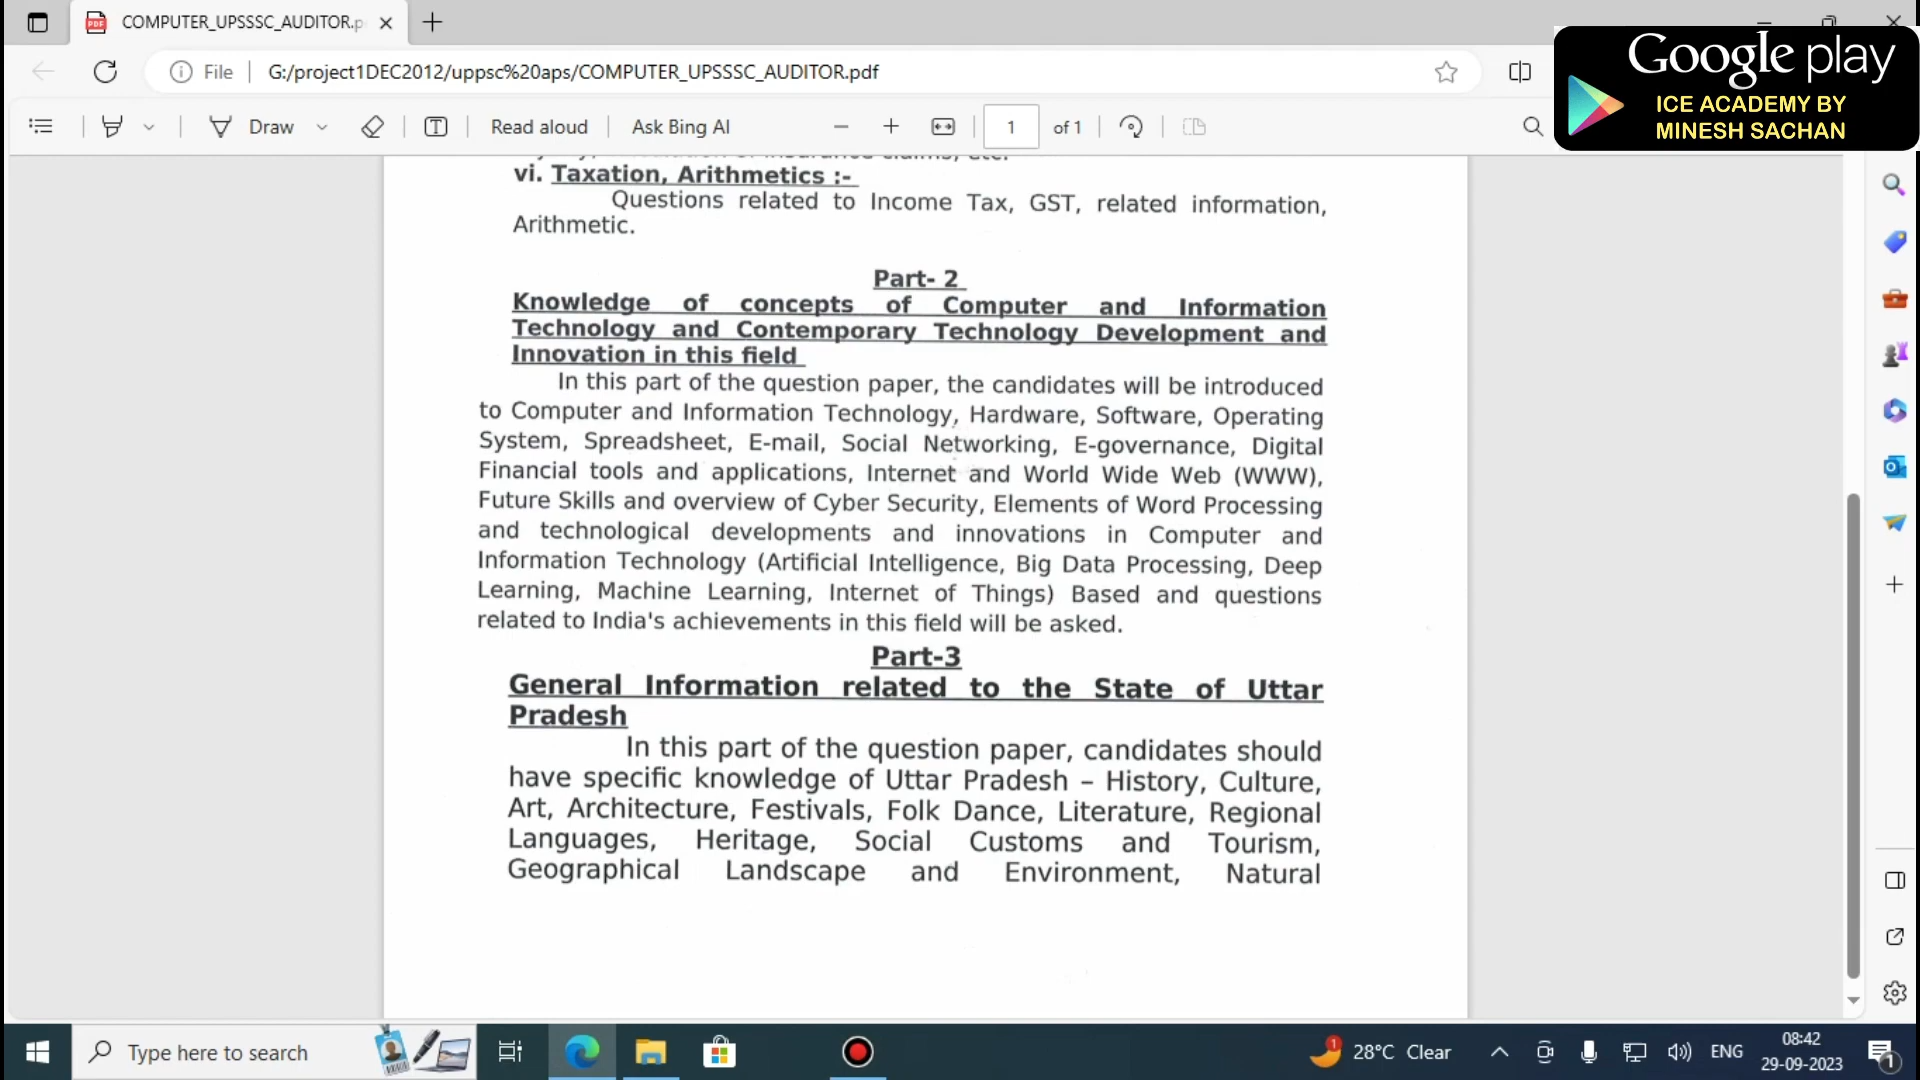 COMPUTER_UPSSSC_AUDITOR.p
File
G:/project1DEC2012/uppsc%20aps/COMPUTER_UPSSSC_AUDITOR.pdf
Google play
ICE ACADEMY BY
MINESH SACHAN
Draw
Read aloud
Ask Bing AI
1
of 1
vi. Taxation, Arithmetics :-
Questions related to Income Tax, GST, related information,
Arithmetic.
Part- 2
Knowledge of concepts of Computer and Information
Technology and Contemporary Technology Development and
Innovation in this field
In this part of the question paper, the candidates will be introduced
to Computer and Information Technology, Hardware, Software, Operating
System, Spreadsheet, E-mail, Social Networking, E-governance, Digital
Financial tools and applications, Internet and World Wide Web (WWW),
Future Skills and overview of Cyber Security, Elements of Word Processing
and technological developments and innovations in Computer and
Information Technology (Artificial Intelligence, Big Data Processing, Deep
Learning, Machine Learning, Internet of Things) Based and questions
related to India's achievements in this field will be asked.
Part-3
General Information related to the State of Uttar
Pradesh
In this part of the question paper, candidates should
have specific knowledge of Uttar Pradesh – History, Culture,
Art, Architecture, Festivals, Folk Dance, Literature, Regional
Languages, Heritage, Social Customs and Tourism,
Geographical Landscape and Environment, Natural
Type here to search
1
28°C Clear
ENG
08:42
29-09-2023
1